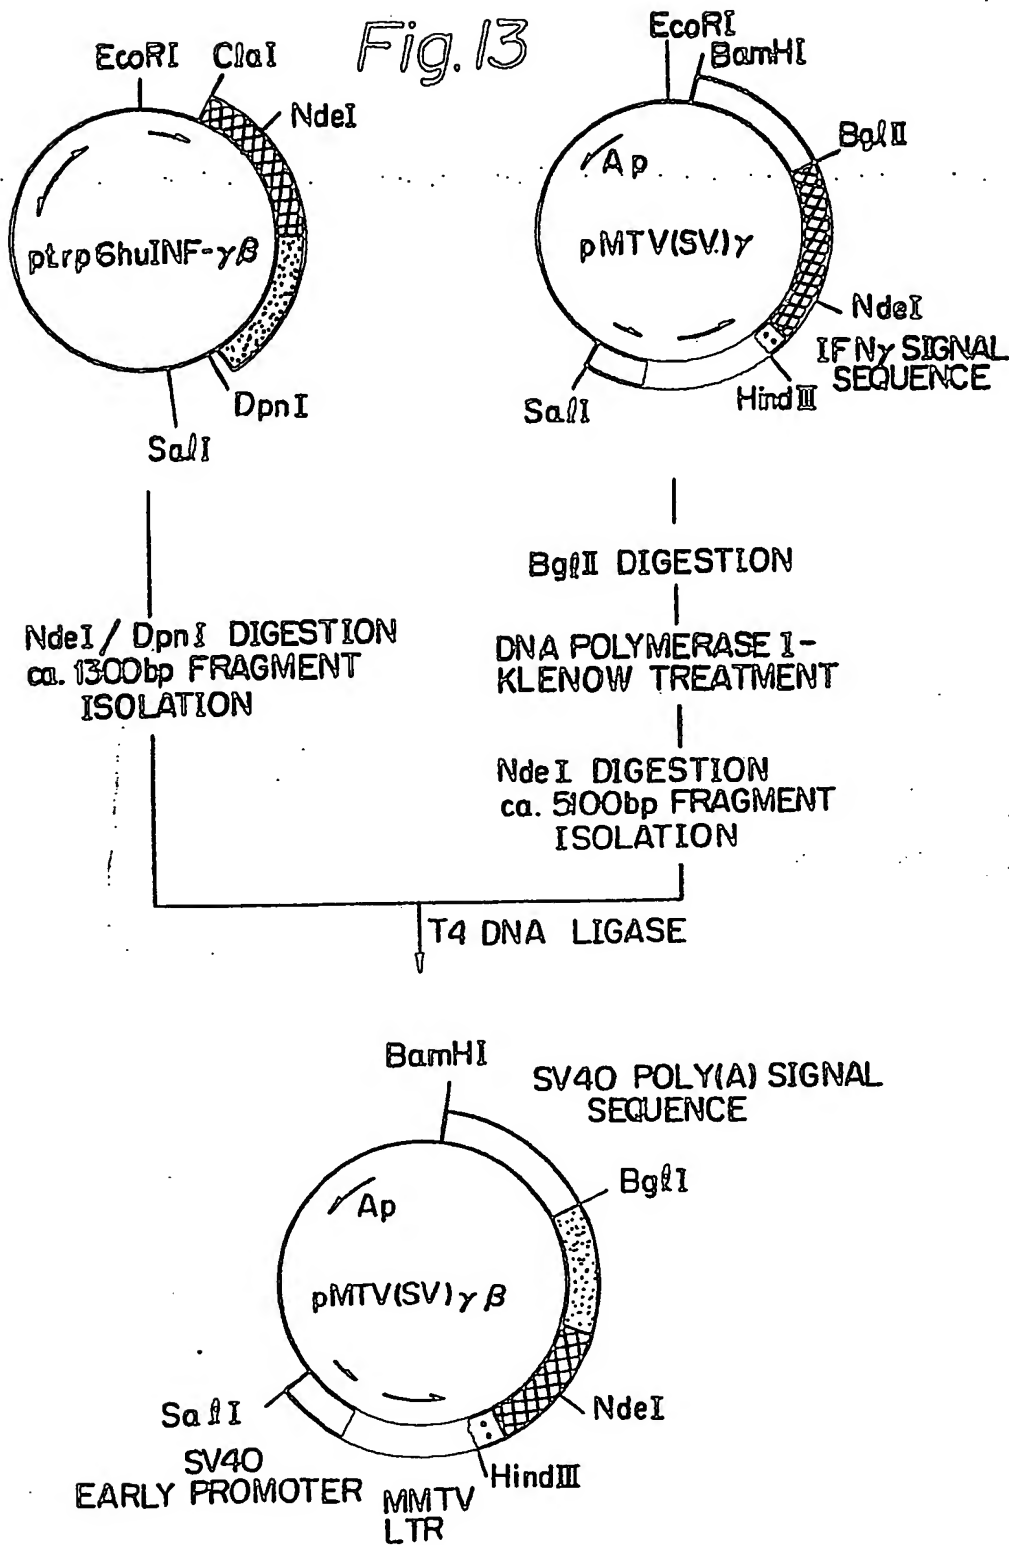 Fig. 13
EcoRI
ClaI
NdeI
ptrp6huINF-γβ
DpnI
SalI
EcoRI
BamHI
BglII
Ap
pMTV(SV)γ
NdeI
IFNγ SIGNAL
SEQUENCE
HindIII
SalI
NdeI / DpnI DIGESTION
ca. 1300bp FRAGMENT
ISOLATION
BglII DIGESTION
DNA POLYMERASE I-
KLENOW TREATMENT
NdeI DIGESTION
ca. 5100bp FRAGMENT
ISOLATION
T4 DNA LIGASE
BamHI
SV40 POLY(A) SIGNAL
SEQUENCE
BglI
Ap
pMTV(SV)γβ
NdeI
HindIII
SalI
SV40
EARLY PROMOTER
MMTV
LTR